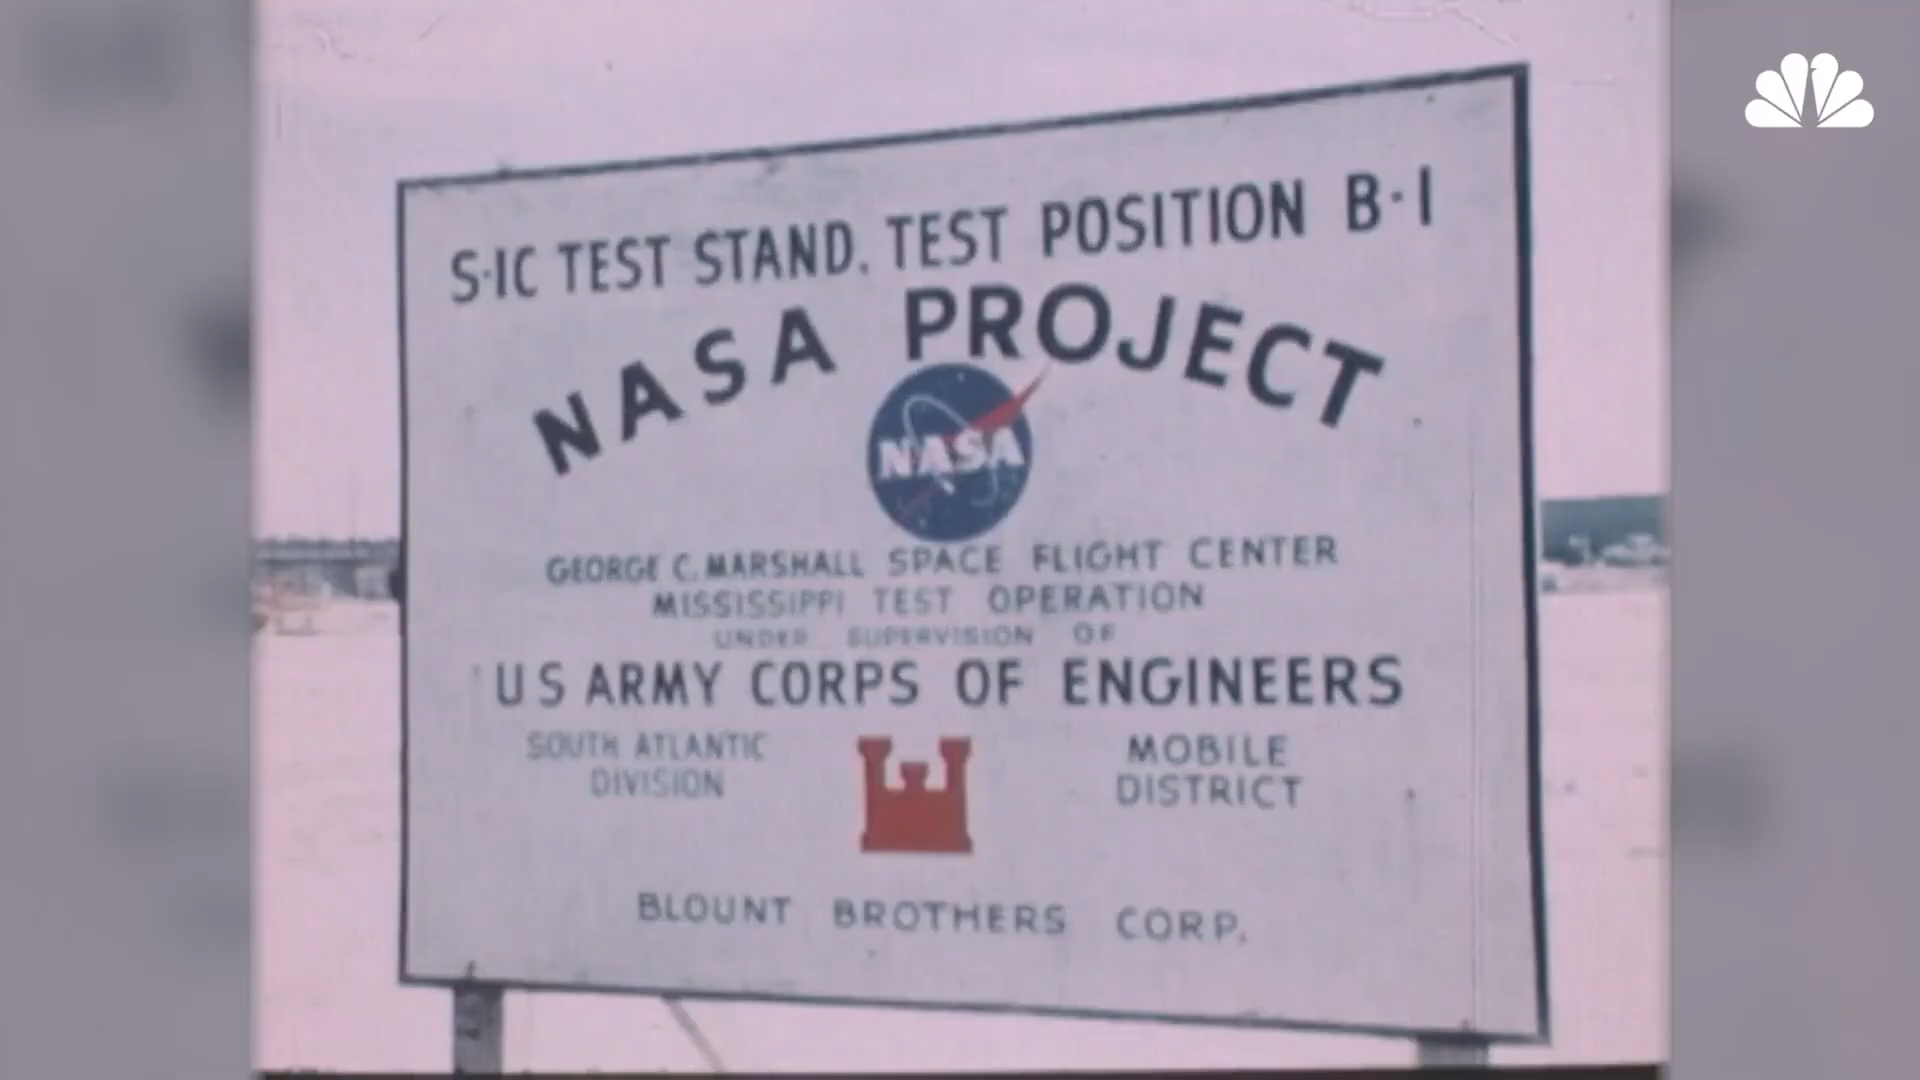 S-IC TEST STAND, TEST POSITION B-1
NASA PROJECT
NASA
GEORGE C. MARSHALL SPACE FLIGHT CENTER
MISSISSIPPI TEST OPERATION
UNDER SUPERVISION OF
U S ARMY CORPS OF ENGINEERS
SOUTH ATLANTIC
DIVISION
MOBILE
DISTRICT
BLOUNT BROTHERS CORP.